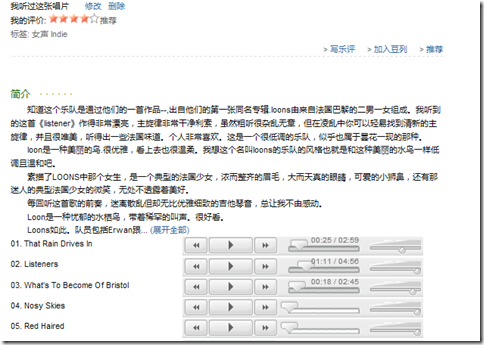 我听过这张唱片 修改 删除
我的评价: 推荐
标签: 女声 Indie
> 写乐评 > 加入豆列 > 推荐
简介 · · · · · ·
知道这个乐队是通过他们的一首作品--,出自他们的第一张同名专辑.loons由来自法国巴解的二男一女组成。我听到
的这首《listener》作得非常漂亮，主旋律非常干净利索，虽然粗听很杂乱无章，但在凌乱中你可以轻易找到清新的主
旋律，并且很唯美，听得出一些法国味道。个人非常喜欢。这是一个很低调的乐队，似乎也属于昙花一现的那种。
loon是一种美丽的鸟.很优雅，看上去也很温柔。我想这个名叫loons的乐队的风格也就是和这种美丽的水鸟一样低
调且温和吧。
素描了LOONS中那个女生，是一个典型的法国少女，浓而整齐的眉毛，大而天真的眼睛，可爱的小狮鼻，还有那
迷人的典型法国少女的微笑，无处不透露着美好。
每回听这首歌的前奏，迷离散乱但却无比优雅细致的吉他琴音，总让我不由感动。
Loon是一种忧郁的水栖鸟，带着稀罕的叫声。很好看。
Loons如此。队员包括Erwan跟... (展开全部)
01. That Rain Drives In 00:25 / 02:59
02. Listeners 01:11 / 04:56
03. What's To Become Of Bristol 00:18 / 02:45
04. Nosy Skies
05. Red Haired